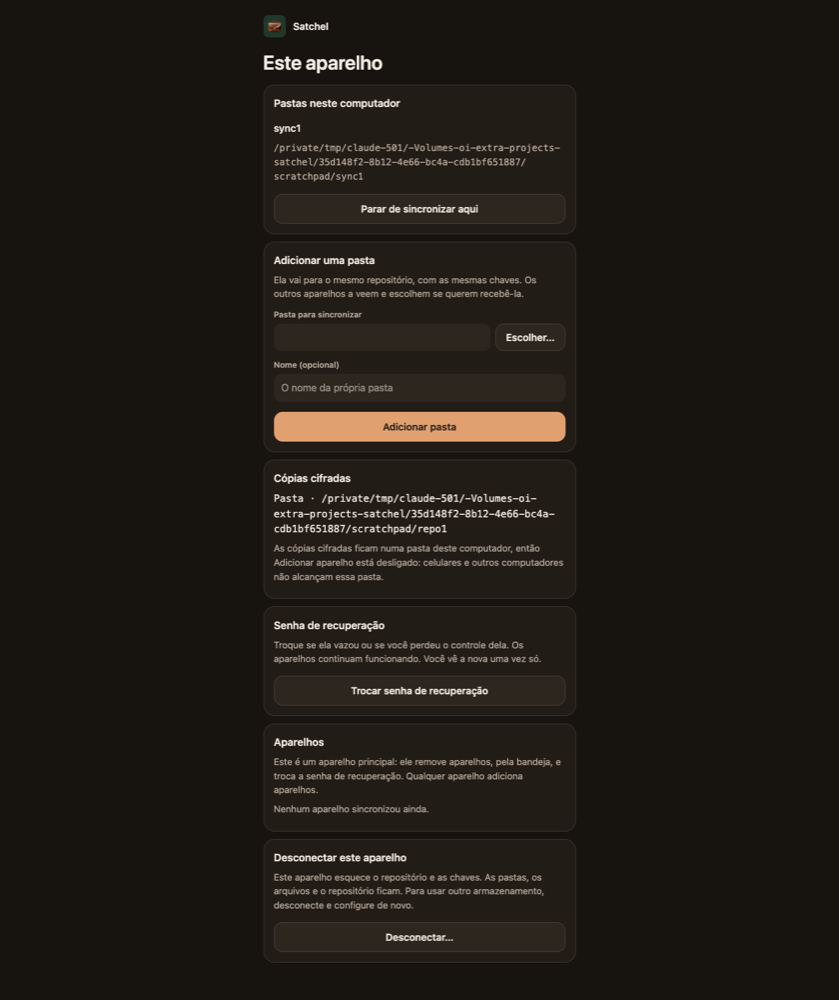 Satchel
Este aparelho
Pastas neste computador
sync1
/private/tmp/claude-501/-Volumes-oi-extra-projects-
satchel/35d148f2-8b12-4e66-bc4a-cdb1bf651887/
scratchpad/sync1
Parar de sincronizar aqui
Adicionar uma pasta
Ela vai para o mesmo repositório, com as mesmas chaves. Os
outros aparelhos a veem e escolhem se querem recebê-la.
Pasta para sincronizar
Escolher...
Nome (opcional)
O nome da própria pasta
Adicionar pasta
Cópias cifradas
Pasta · /private/tmp/claude-501/-Volumes-oi-
extra-projects-satchel/35d148f2-8b12-4e66-bc4a-
cdb1bf651887/scratchpad/repo1
As cópias cifradas ficam numa pasta deste computador, então
Adicionar aparelho está desligado: celulares e outros computadores
não alcançam essa pasta.
Senha de recuperação
Troque se ela vazou ou se você perdeu o controle dela. Os
aparelhos continuam funcionando. Você vê a nova uma vez só.
Trocar senha de recuperação
Aparelhos
Este é um aparelho principal: ele remove aparelhos, pela bandeja, e
troca a senha de recuperação. Qualquer aparelho adiciona
aparelhos.
Nenhum aparelho sincronizou ainda.
Desconectar este aparelho
Este aparelho esquece o repositório e as chaves. As pastas, os
arquivos e o repositório ficam. Para usar outro armazenamento,
desconecte e configure de novo.
Desconectar...